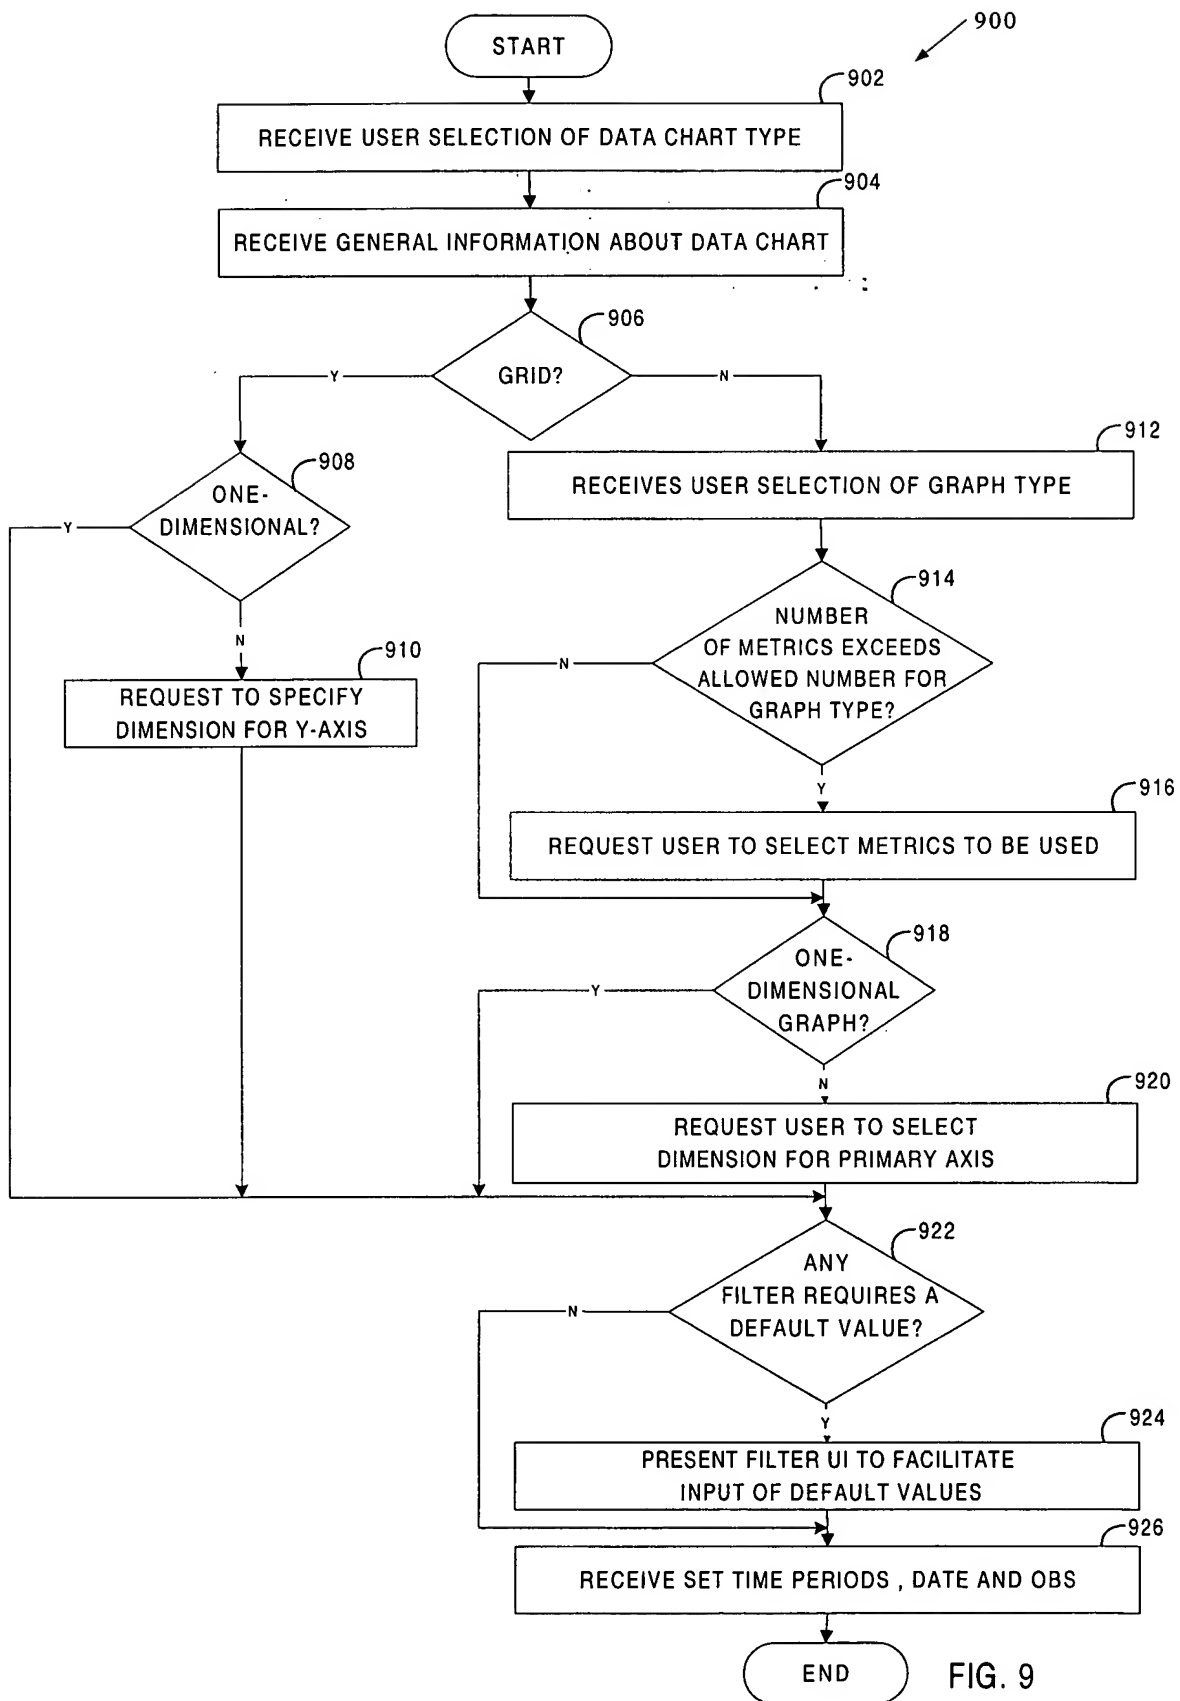 START
900
902
RECEIVE USER SELECTION OF DATA CHART TYPE
904
RECEIVE GENERAL INFORMATION ABOUT DATA CHART
906
GRID?
Y
N
908
ONE-
DIMENSIONAL?
Y
N
910
REQUEST TO SPECIFY
DIMENSION FOR Y-AXIS
912
RECEIVES USER SELECTION OF GRAPH TYPE
914
NUMBER
OF METRICS EXCEEDS
ALLOWED NUMBER FOR
GRAPH TYPE?
N
Y
916
REQUEST USER TO SELECT METRICS TO BE USED
918
ONE-
DIMENSIONAL
GRAPH?
Y
N
920
REQUEST USER TO SELECT
DIMENSION FOR PRIMARY AXIS
922
ANY
FILTER REQUIRES A
DEFAULT VALUE?
N
Y
924
PRESENT FILTER UI TO FACILITATE
INPUT OF DEFAULT VALUES
926
RECEIVE SET TIME PERIODS , DATE AND OBS
END
FIG. 9